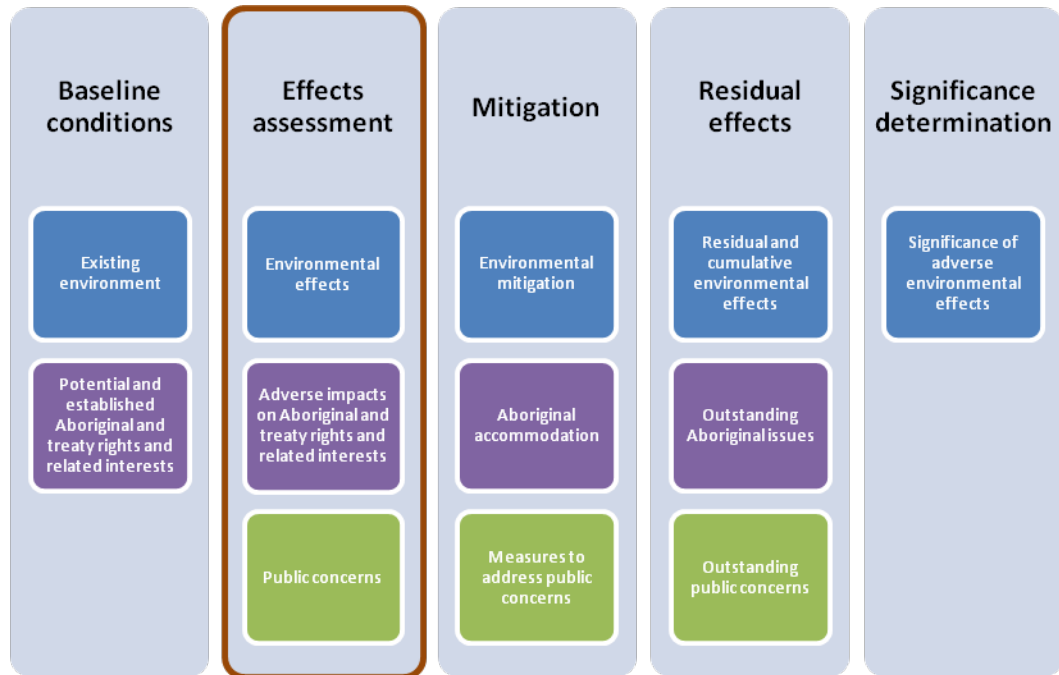 Baseline
conditions
Existing
environment
Potential and
established
Aboriginal and
treaty rights and
related interests
Effects
assessment
Environmental
effects
Adverse impacts
on Aboriginal and
treaty rights and
related interests
Public concerns
Mitigation
Environmental
mitigation
Aboriginal
accommodation
Measures to
address public
concerns
Residual
effects
Residual and
cumulative
environmental
effects
Outstanding
Aboriginal issues
Outstanding
public concerns
Significance
determination
Significance of
adverse
environmental
effects